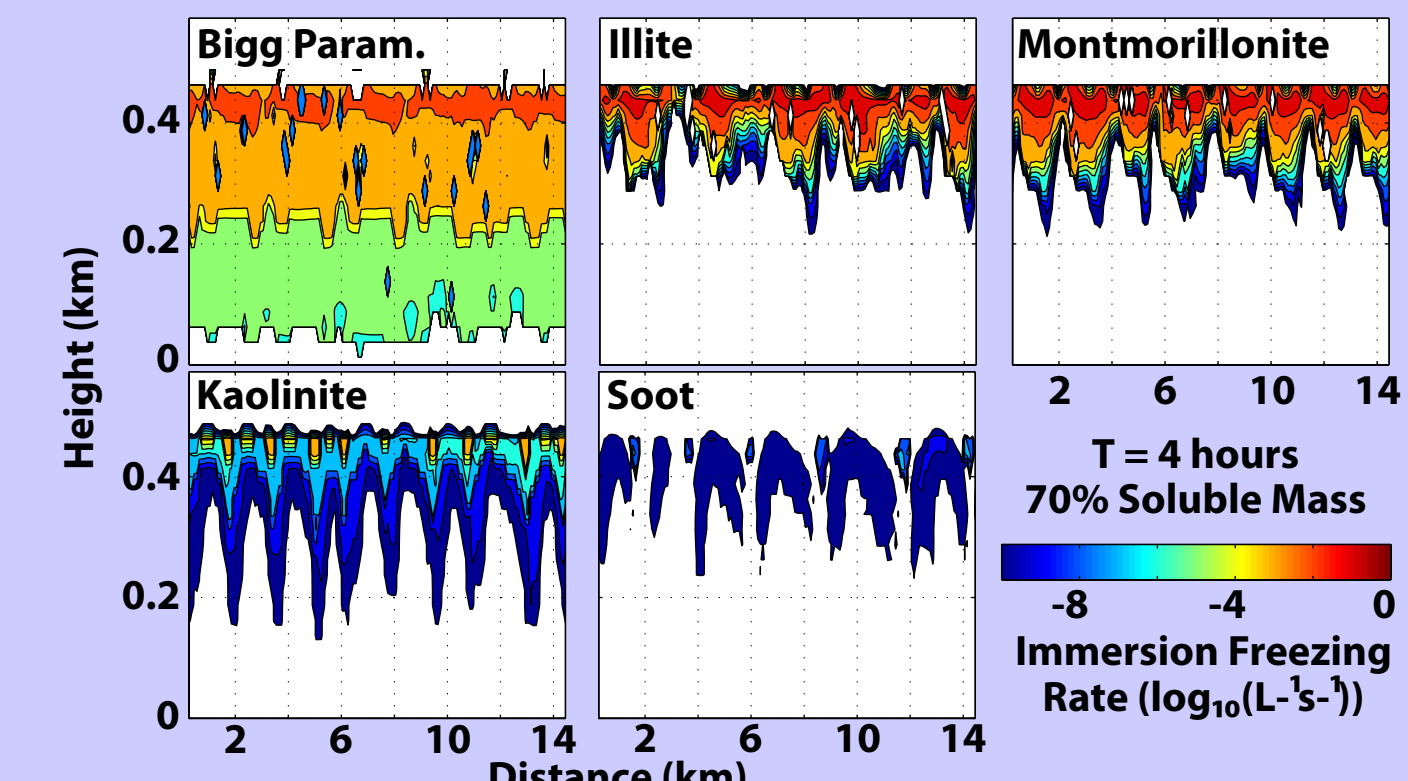 Bigg Param.
Illite
Montmorillonite
0.4
0.2
0
Height (km)
2 6 10 14
Kaolinite
Soot
0.4
0.2
0
2 6 10 14
2 6 10 14
Distance (km)
T = 4 hours
70% Soluble Mass
-8 -4 0
Immersion Freezing
Rate (log₁₀(L-¹s-¹))